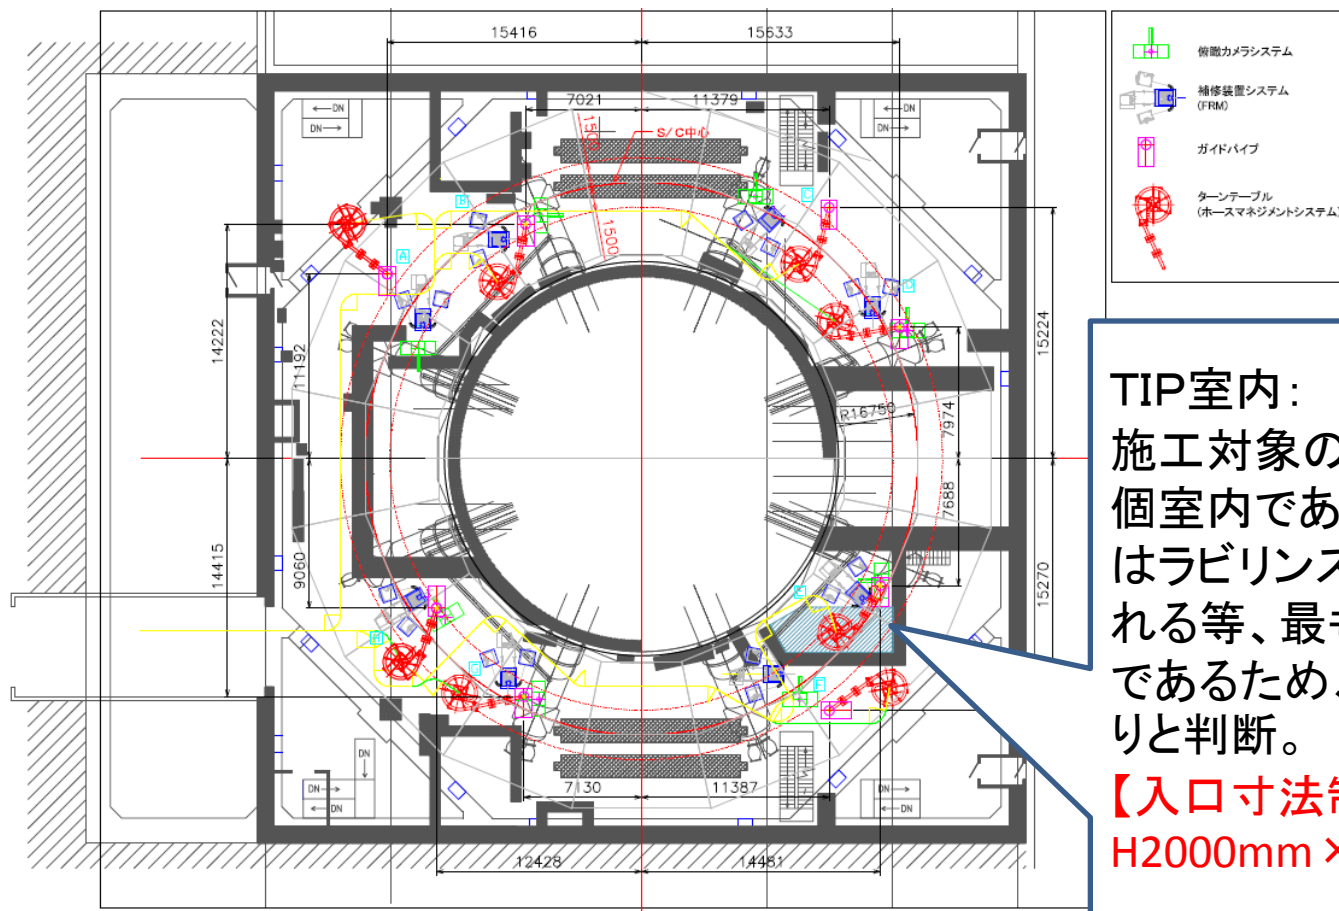 15416
15633
7021
11379
1500
S/C中心
1500
DN
DN
DN
DN
A
B
C
D
14222
11192
15224
7974
R16750
7688
14415
9060
15270
E
F
G
H
DN
DN
DN
DN
DN
7130
11387
12428
14481
俯瞰カメラシステム
補修装置システム
(FRM)
ガイドパイプ
ターンテーブル
(ホースマネジメントシステム)
TIP室内：
施工対象の
個室内であ
はラビリンス
れる等、最も
であるため、
りと判断。
【入口寸法制
H2000mm×